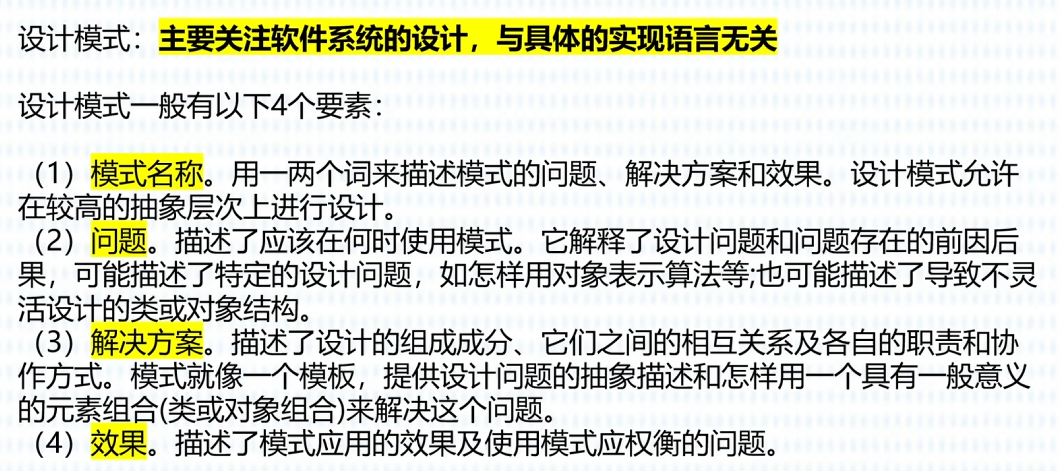 设计模式：主要关注软件系统的设计，与具体的实现语言无关
设计模式一般有以下4个要素：
（1）模式名称。用一两个词来描述模式的问题、解决方案和效果。设计模式允许
在较高的抽象层次上进行设计。
（2）问题。描述了应该在何时使用模式。它解释了设计问题和问题存在的前因后
果，可能描述了特定的设计问题，如怎样用对象表示算法等;也可能描述了导致不灵
活设计的类或对象结构。
（3）解决方案。描述了设计的组成成分、它们之间的相互关系及各自的职责和协
作方式。模式就像一个模板，提供设计问题的抽象描述和怎样用一个具有一般意义
的元素组合(类或对象组合)来解决这个问题。
（4）效果。描述了模式应用的效果及使用模式应权衡的问题。